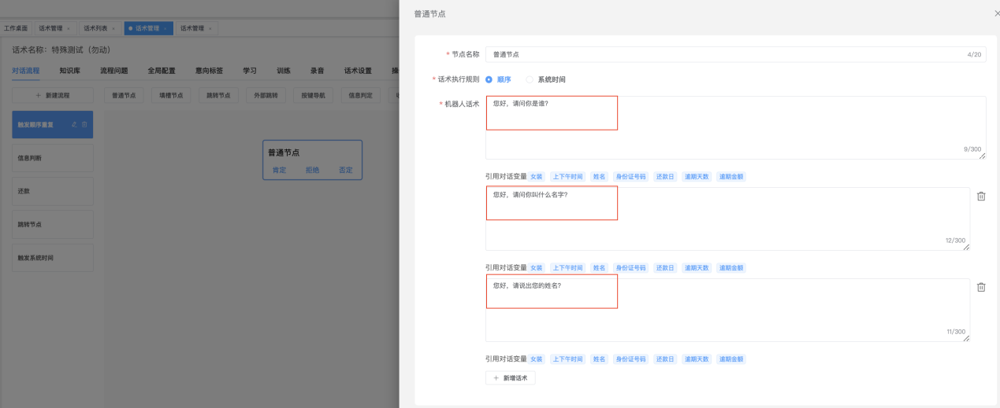 普通节点
工作桌面 话术管理 × 话术列表 × 话术管理 × 话术管理 ×
话术名称：特殊测试（勿动）
对话流程 知识库 流程问题 全局配置 意向标签 学习 训练 录音 话术设置 操
+ 新建流程 普通节点 填槽节点 跳转节点 外部跳转 按键导航 信息判定
触发顺序重复
信息判断
还款
跳转节点
触发系统时间
普通节点
肯定 拒绝 否定
* 节点名称 普通节点 4/20
* 话术执行规则 顺序 系统时间
* 机器人话术 您好，请问你是谁?
9/300
引用对话变量 女装 上下午时间 姓名 身份证号码 还款日 逾期天数 逾期金额
您好，请问你叫什么名字?
12/300
引用对话变量 女装 上下午时间 姓名 身份证号码 还款日 逾期天数 逾期金额
您好，请说出您的姓名?
11/300
引用对话变量 女装 上下午时间 姓名 身份证号码 还款日 逾期天数 逾期金额
+ 新增话术